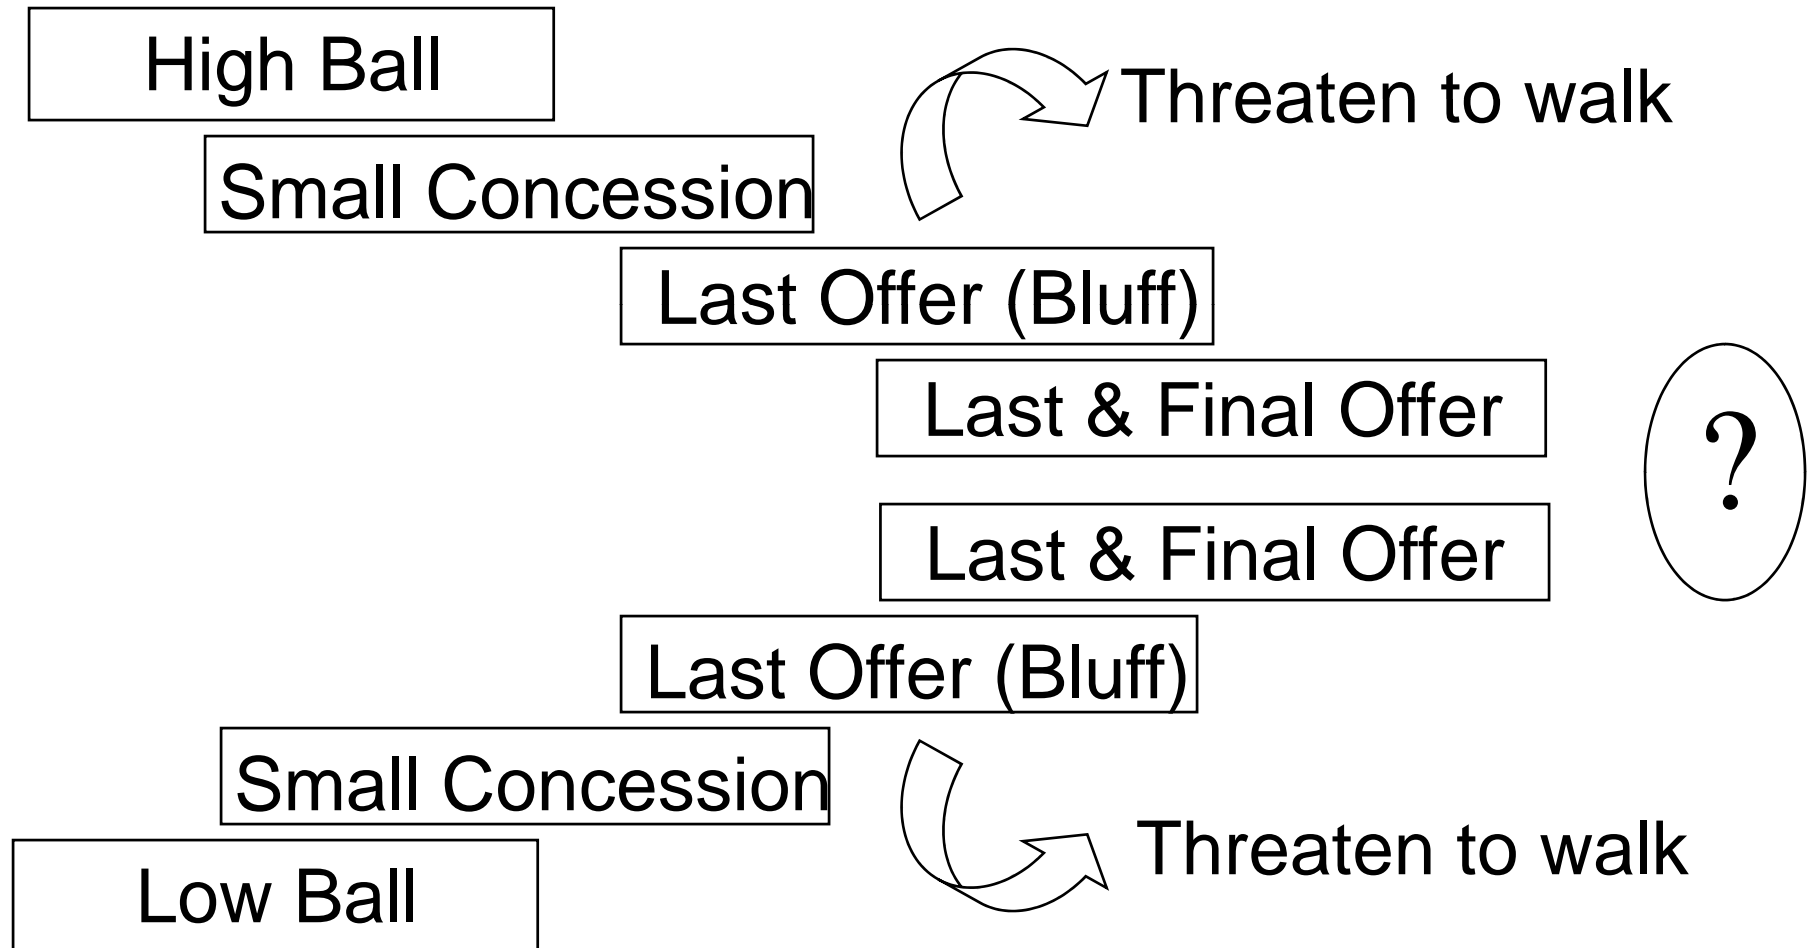 High Ball
Threaten to walk
Small Concession
Last Offer (Bluff)
Last & Final Offer
?
Last & Final Offer
Last Offer (Bluff)
Small Concession
Threaten to walk
Low Ball